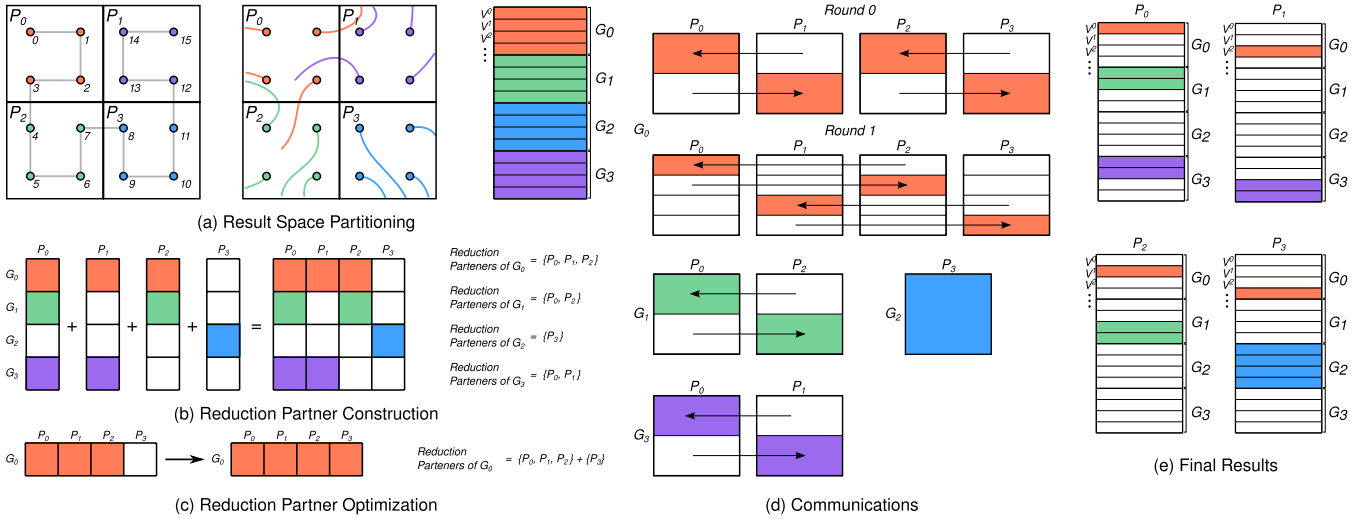 P0 P1 P0 P1
0 1 14 15
3 2 13 12
P2 P3 P2 P3
4 7 8 11
5 6 9 10
V0
V1
V2
G0
G1
G2
G3
(a) Result Space Partitioning
P0 P1 P2 P3 P0 P1 P2 P3
G0
G1
G2
G3
+ + + =
Reduction
Parteners of G0 = {P0, P1, P2}
Reduction
Parteners of G1 = {P0, P2}
Reduction
Parteners of G2 = {P3}
Reduction
Parteners of G3 = {P0, P1}
(b) Reduction Partner Construction
P0 P1 P2 P3 P0 P1 P2 P3
G0 G0
Reduction
Parteners of G0 = {P0, P1, P2} + {P3}
(c) Reduction Partner Optimization
Round 0
P0 P1 P2 P3
G0
Round 1
P0 P1 P2 P3
P0 P2 P3
G1 G2
P0 P1
G3
(d) Communications
P0 P1
V0 V0
V1 V1
V2 V2
G0 G0
G1 G1
G2 G2
G3 G3
P2 P3
V0 V0
V1 V1
V2 V2
G0 G0
G1 G1
G2 G2
G3 G3
(e) Final Results